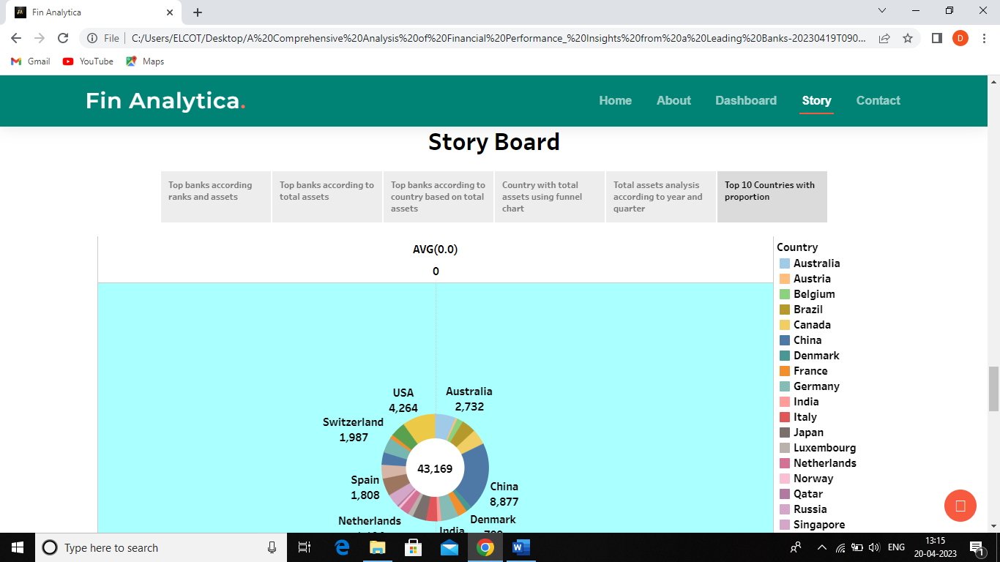 Fin Analytica
File
C:/Users/ELCOT/Desktop/A%20Comprehensive%20Analysis%20of%20Financial%20Performance_%20Insights%20from%20a%20Leading%20Banks-20230419T090...
D
Gmail YouTube Maps
Fin Analytica.
Home About Dashboard Story Contact
Story Board
Top banks according
ranks and assets
Top banks according to
total assets
Top banks according to
country based on total
assets
Country with total
assets using funnel
chart
Total assets analysis
according to year and
quarter
Top 10 Countries with
proportion
AVG(0.0)
0
USA
4,264
Australia
2,732
Switzerland
1,987
43,169
Spain
1,808
China
8,877
Netherlands
Denmark
India
Country
Australia
Austria
Belgium
Brazil
Canada
China
Denmark
France
Germany
India
Italy
Japan
Luxembourg
Netherlands
Norway
Qatar
Russia
Singapore
Type here to search
ENG
13:15
20-04-2023
1